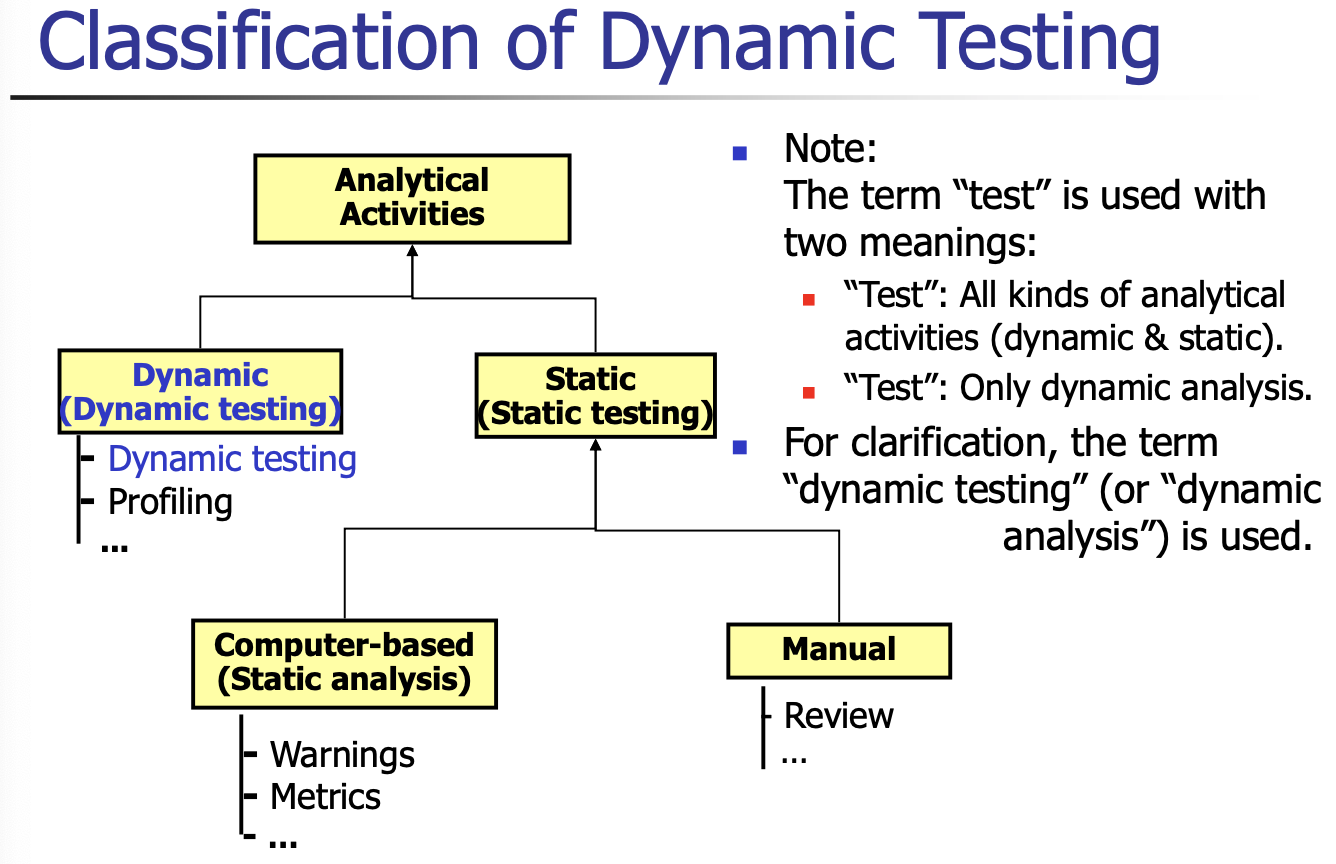 Classification of Dynamic Testing
Analytical
Activities
Dynamic
(Dynamic testing)
- Dynamic testing
- Profiling
...
Static
(Static testing)
Computer-based
(Static analysis)
- Warnings
- Metrics
- ...
Manual
- Review
...
Note:
The term “test” is used with
two meanings:
“Test”: All kinds of analytical
activities (dynamic & static).
“Test”: Only dynamic analysis.
For clarification, the term
“dynamic testing” (or “dynamic
analysis”) is used.